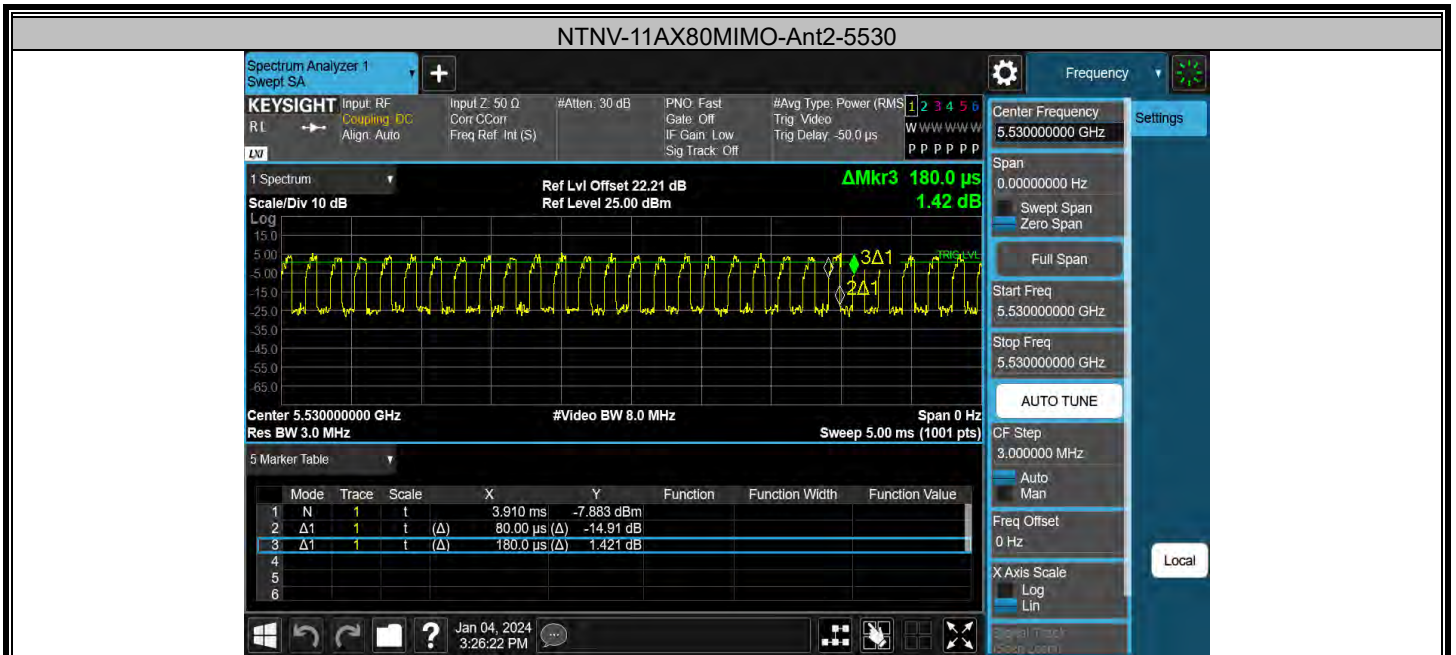 NTNV-11AX80MIMO-Ant2-5530
Spectrum Analyzer 1
Swept SA
+
Frequency
KEYSIGHT Input: RF Input Z: 50 Ω #Atten: 30 dB PNO: Fast #Avg Type: Power (RMS 1 2 3 4 5 6
RL Coupling: DC Corr CCorr Gate: Off Trig: Video W W W W W W
Align: Auto Freq Ref: Int (S) IF Gain: Low Trig Delay: -50.0 µs P P P P P P
LXI Sig Track: Off
1 Spectrum Ref Lvl Offset 22.21 dB ΔMkr3 180.0 µs
Scale/Div 10 dB Ref Level 25.00 dBm 1.42 dB
Log
15.0
5.00
-5.00
-15.0
-25.0
-35.0
-45.0
-55.0
-65.0
3Δ1
2Δ1
TRIG LVL
Center 5.530000000 GHz #Video BW 8.0 MHz Span 0 Hz
Res BW 3.0 MHz Sweep 5.00 ms (1001 pts)
5 Marker Table
Mode Trace Scale X Y Function Function Width Function Value
1 N 1 t 3.910 ms -7.883 dBm
2 Δ1 1 t (Δ) 80.00 µs (Δ) -14.91 dB
3 Δ1 1 t (Δ) 180.0 µs (Δ) 1.421 dB
4
5
6
Center Frequency
5.530000000 GHz
Settings
Span
0.00000000 Hz
Swept Span
Zero Span
Full Span
Start Freq
5.530000000 GHz
Stop Freq
5.530000000 GHz
AUTO TUNE
CF Step
3.000000 MHz
Auto
Man
Freq Offset
0 Hz
X Axis Scale
Log
Lin
Local
Signal Track
(Span Zoom)
? Jan 04, 2024
3:26:22 PM